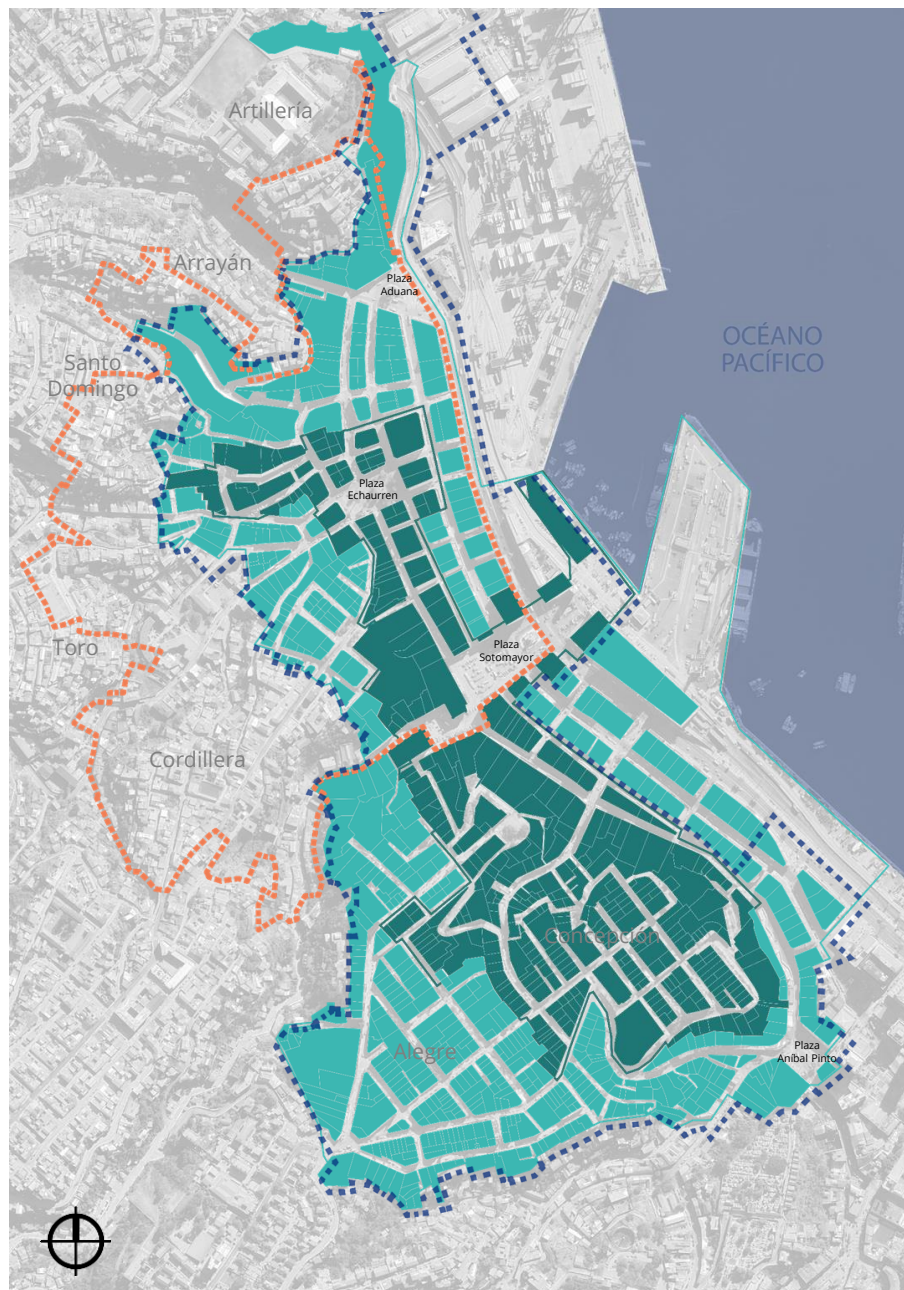 Artillería
Arrayán
Plaza
Aduana
OCÉANO
PACÍFICO
Santo
Domingo
Plaza
Echaurren
Toro
Plaza
Sotomayor
Cordillera
Concepción
Alegre
Plaza
Aníbal Pinto